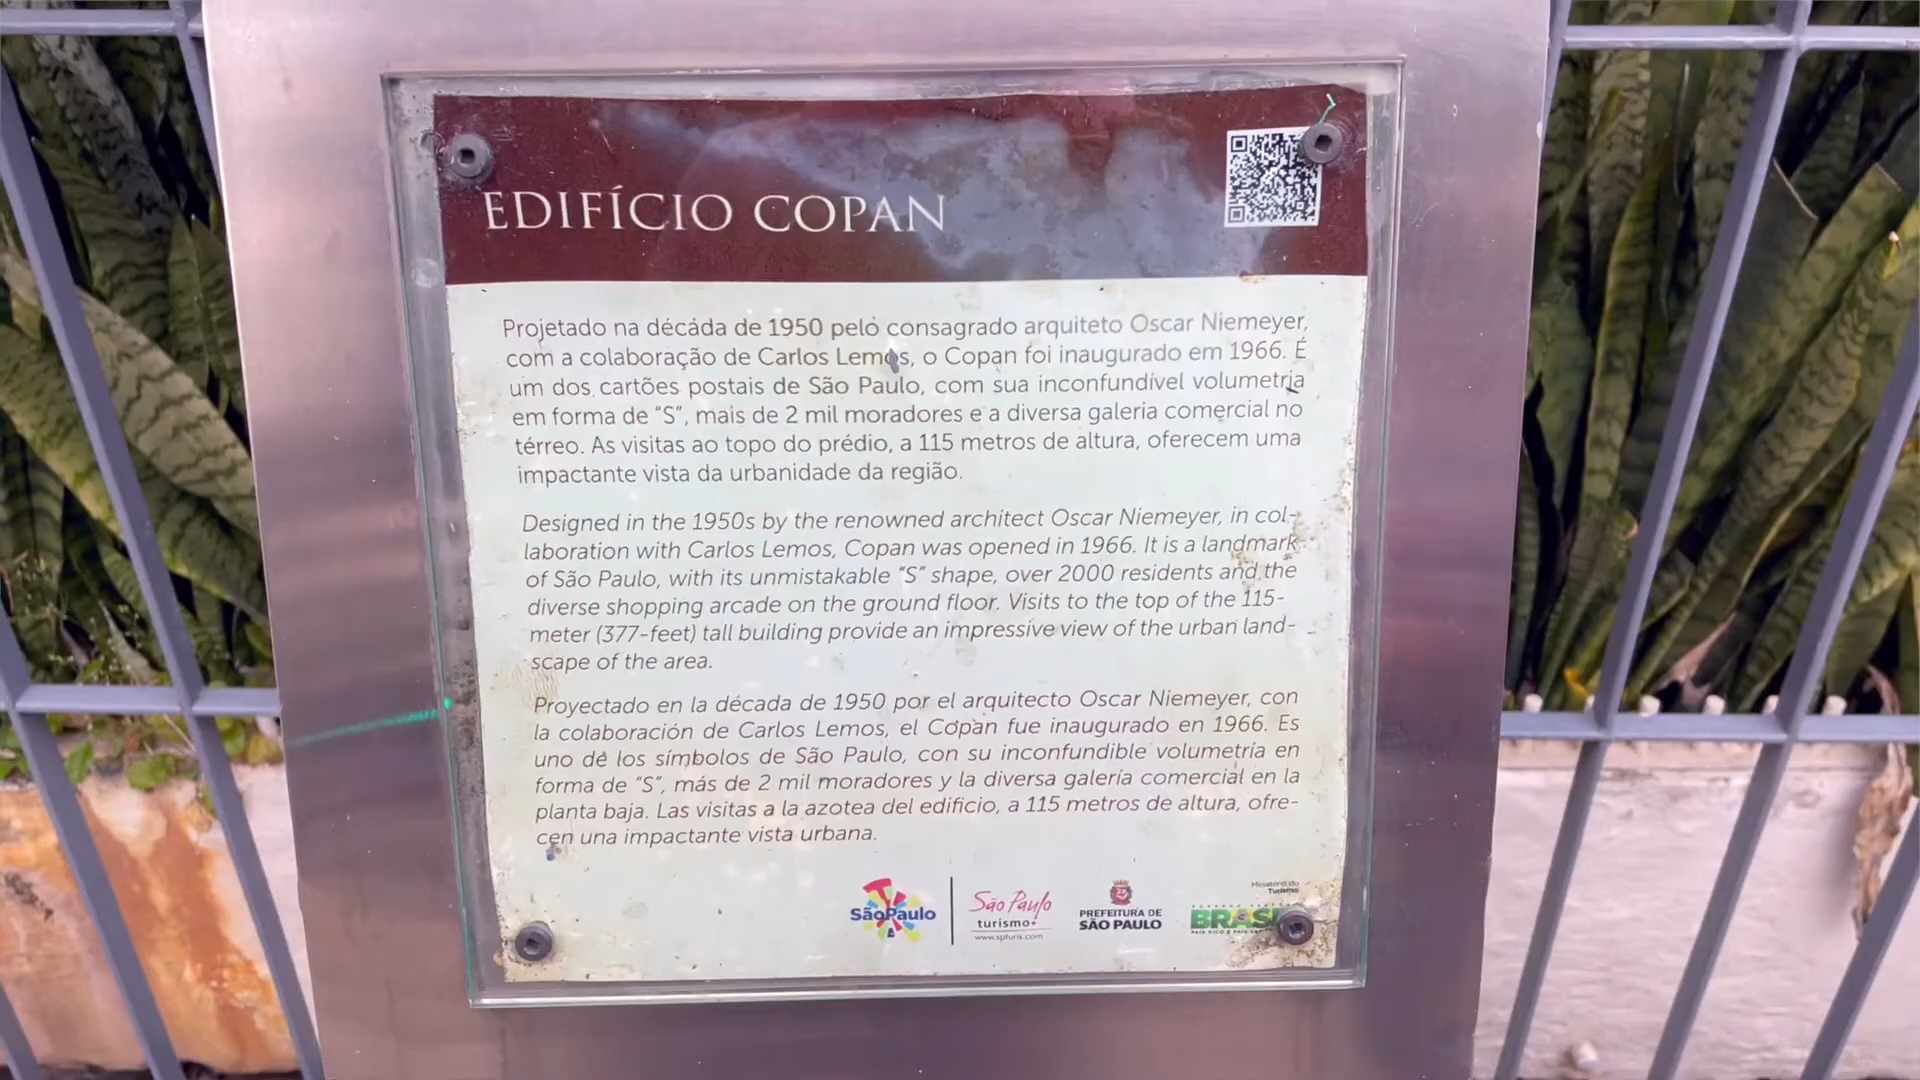 EDIFÍCIO COPAN
Projetado na década de 1950 pelo consagrado arquiteto Oscar Niemeyer,
com a colaboração de Carlos Lemos, o Copan foi inaugurado em 1966. É
um dos cartões postais de São Paulo, com sua inconfundível volumetria
em forma de “S”, mais de 2 mil moradores e a diversa galeria comercial no
térreo. As visitas ao topo do prédio, a 115 metros de altura, oferecem uma
impactante vista da urbanidade da região.
Designed in the 1950s by the renowned architect Oscar Niemeyer, in col-
laboration with Carlos Lemos, Copan was opened in 1966. It is a landmark
of São Paulo, with its unmistakable “S” shape, over 2000 residents and the
diverse shopping arcade on the ground floor. Visits to the top of the 115-
meter (377-feet) tall building provide an impressive view of the urban land-
scape of the area.
Proyectado en la década de 1950 por el arquitecto Oscar Niemeyer, con
la colaboración de Carlos Lemos, el Copan fue inaugurado en 1966. Es
uno de los símbolos de São Paulo, con su inconfundible volumetría en
forma de “S”, más de 2 mil moradores y la diversa galería comercial en la
planta baja. Las visitas a la azotea del edificio, a 115 metros de altura, ofre-
cen una impactante vista urbana.
SãoPaulo
São Paulo
turismo
www.spturis.com
PREFEITURA DE
SÃO PAULO
Ministério do
Turismo